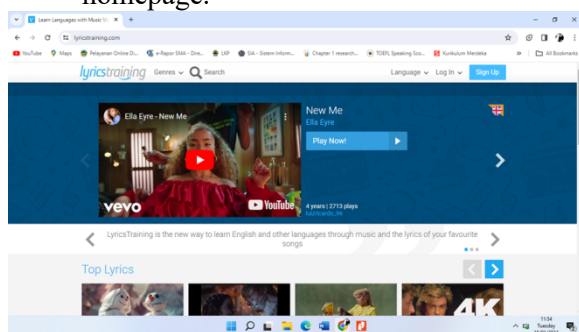 homepage.
Learn Languages with Music V
lyricstraining.com
YouTube Maps Pelayanan Online D... e-Rapor SMA - Dire... LKP SIA - Sistem Inform... Chapter 1 research... TOEFL Speaking Sco... Kurikulum Merdeka » All Bookmarks
lyricstraining Genres Search Language Log In Sign Up
Ella Eyre - New Me
New Me
Ella Eyre
Play Now!
vevo YouTube
4 years | 2713 plays
LyricsTraining is the new way to learn English and other languages through music and the lyrics of your favourite
songs
Top Lyrics
4K
11:54
Tuesday